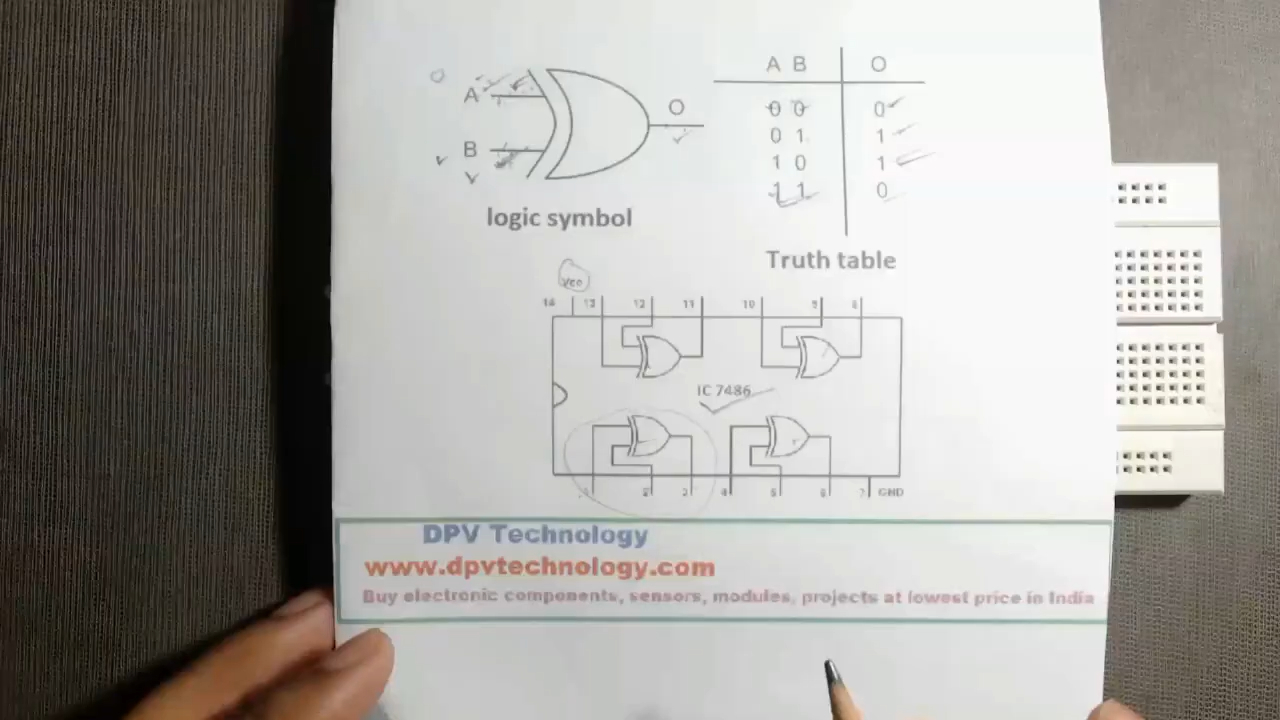 A B O
A
O
B
0 0 0
0 1 1
1 0 1
1 1 0
logic symbol
Truth table
Vcc
14 13 12 11 10 9 8
IC 7486
1 2 3 4 5 6 7 GND
DPV Technology
www.dpvtechnology.com
Buy electronic components, sensors, modules, projects at lowest price in India